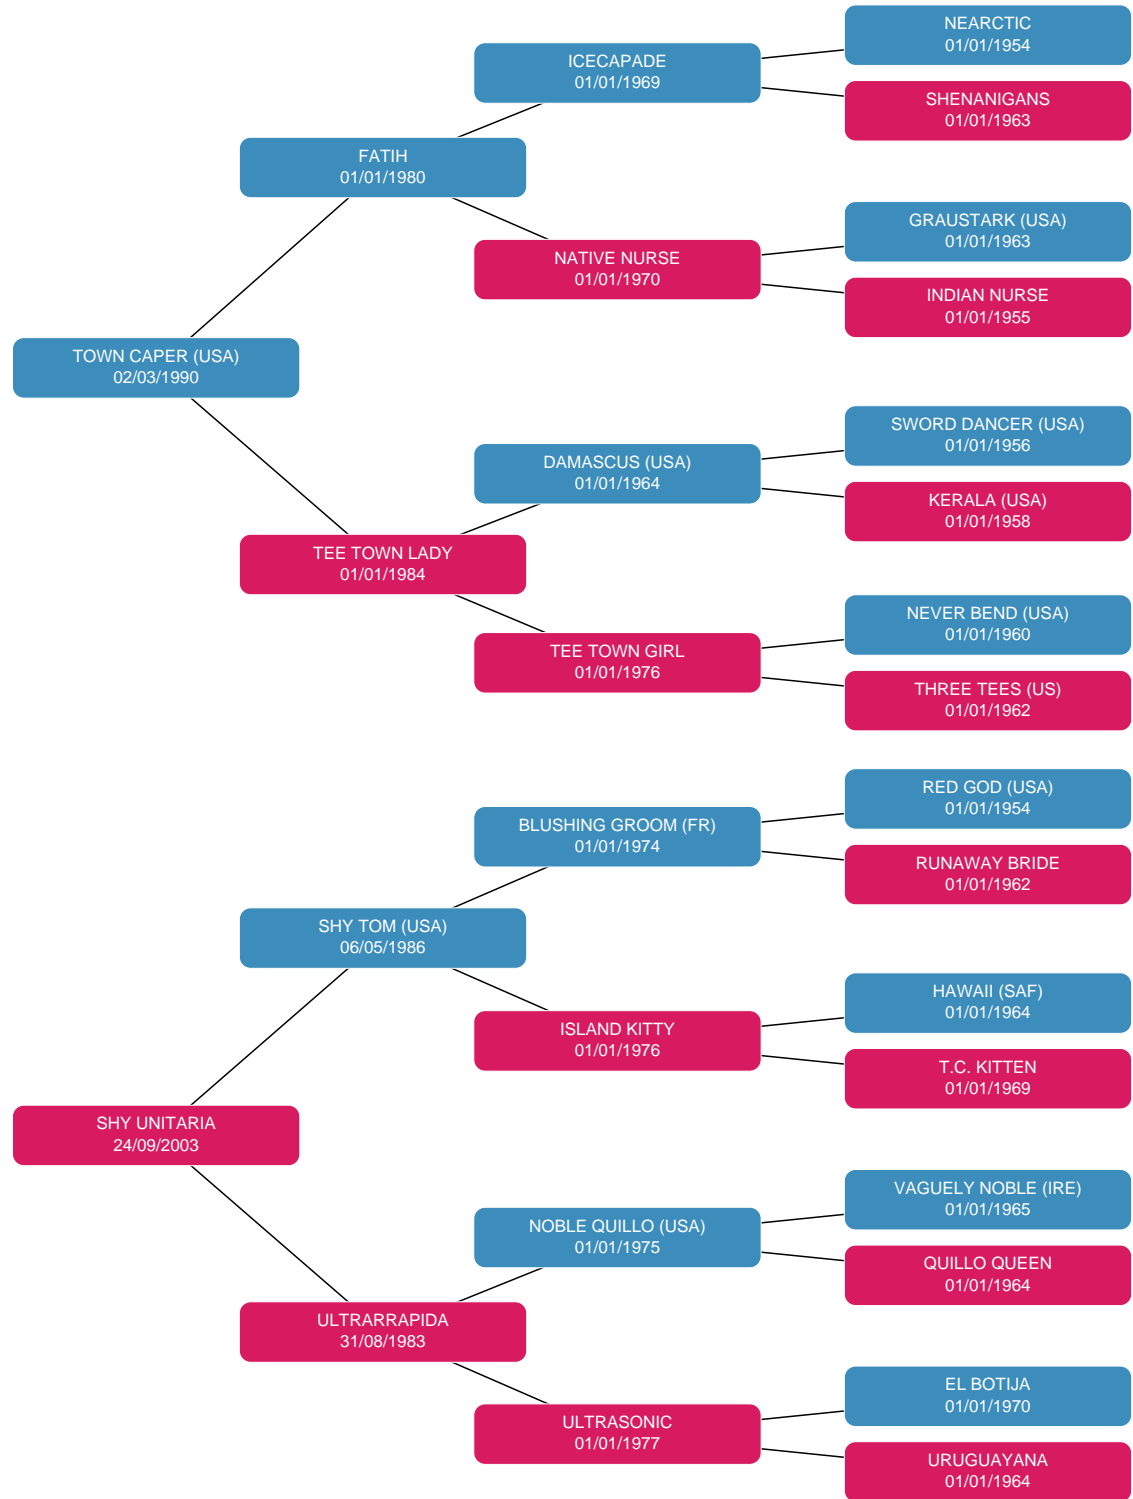 NEARCTIC
01/01/1954
ICECAPADE
01/01/1969
SHENANIGANS
01/01/1963
FATIH
01/01/1980
GRAUSTARK (USA)
01/01/1963
NATIVE NURSE
01/01/1970
INDIAN NURSE
01/01/1955
TOWN CAPER (USA)
02/03/1990
SWORD DANCER (USA)
01/01/1956
DAMASCUS (USA)
01/01/1964
KERALA (USA)
01/01/1958
TEE TOWN LADY
01/01/1984
NEVER BEND (USA)
01/01/1960
TEE TOWN GIRL
01/01/1976
THREE TEES (US)
01/01/1962
RED GOD (USA)
01/01/1954
BLUSHING GROOM (FR)
01/01/1974
RUNAWAY BRIDE
01/01/1962
SHY TOM (USA)
06/05/1986
HAWAII (SAF)
01/01/1964
ISLAND KITTY
01/01/1976
T.C. KITTEN
01/01/1969
SHY UNITARIA
24/09/2003
VAGUELY NOBLE (IRE)
01/01/1965
NOBLE QUILLO (USA)
01/01/1975
QUILLO QUEEN
01/01/1964
ULTRARRAPIDA
31/08/1983
EL BOTIJA
01/01/1970
ULTRASONIC
01/01/1977
URUGUAYANA
01/01/1964